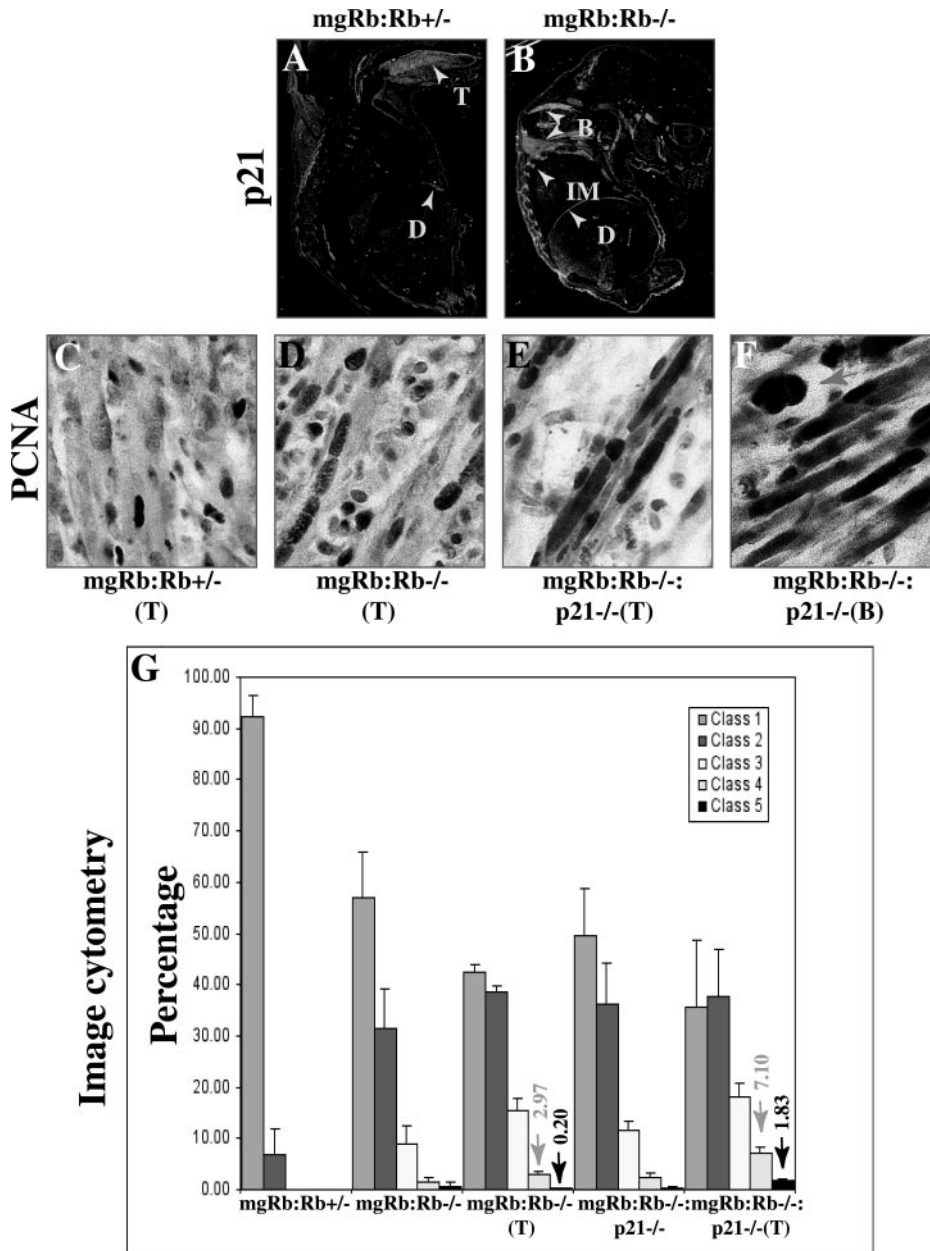 mgRb:Rb+/- mgRb:Rb-/-
p21
A
T
D
B
B
IM
D
PCNA
C
D
E
F
mgRb:Rb+/-
(T)
mgRb:Rb-/-
(T)
mgRb:Rb-/-:
p21-/-(T)
mgRb:Rb-/-:
p21-/-(B)
Image cytometry
G
Percentage
100.00
90.00
80.00
70.00
60.00
50.00
40.00
30.00
20.00
10.00
0.00
Class 1
Class 2
Class 3
Class 4
Class 5
2.97
0.20
7.10
1.83
mgRb:Rb+/-
mgRb:Rb-/-
mgRb:Rb-/-
(T)
mgRb:Rb-/-:
p21-/-
mgRb:Rb-/-:
p21-/-(T)